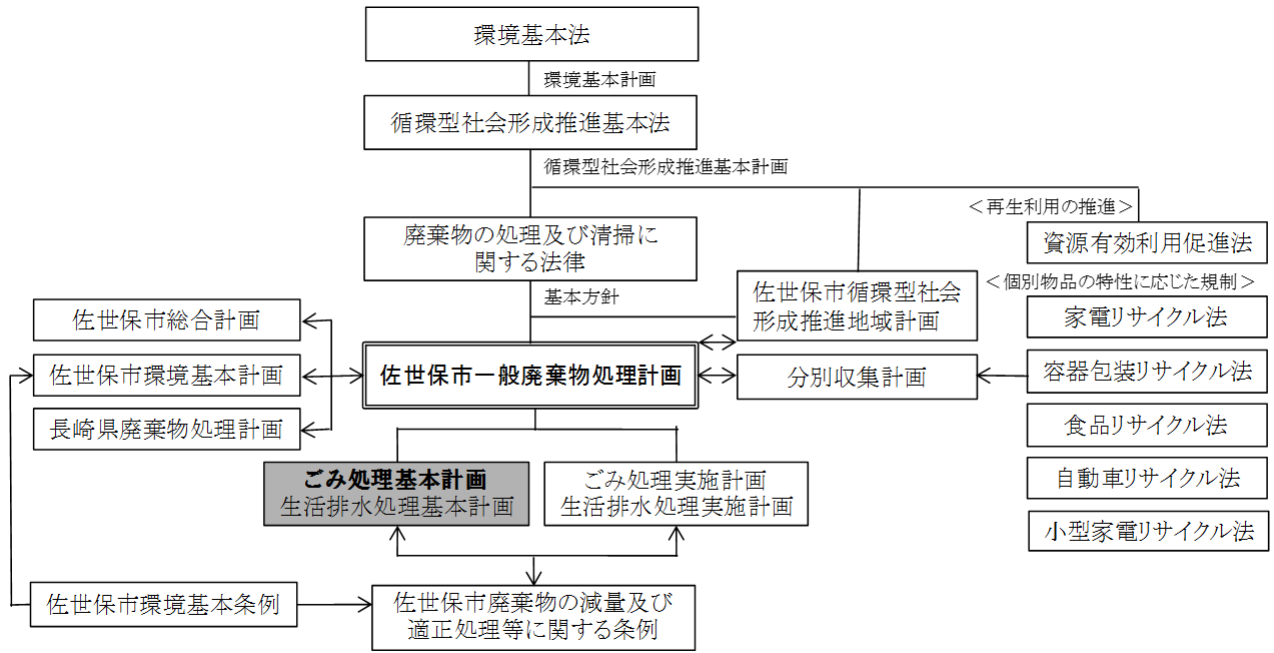 環境基本法
環境基本計画
循環型社会形成推進基本法
循環型社会形成推進基本計画
＜再生利用の推進＞
廃棄物の処理及び清掃に
関する法律
資源有効利用促進法
基本方針
佐世保市循環型社会
形成推進地域計画
＜個別物品の特性に応じた規制＞
佐世保市総合計画
家電リサイクル法
佐世保市環境基本計画
佐世保市一般廃棄物処理計画
分別収集計画
容器包装リサイクル法
長崎県廃棄物処理計画
食品リサイクル法
ごみ処理基本計画
生活排水処理基本計画
ごみ処理実施計画
生活排水処理実施計画
自動車リサイクル法
小型家電リサイクル法
佐世保市環境基本条例
佐世保市廃棄物の減量及び
適正処理等に関する条例